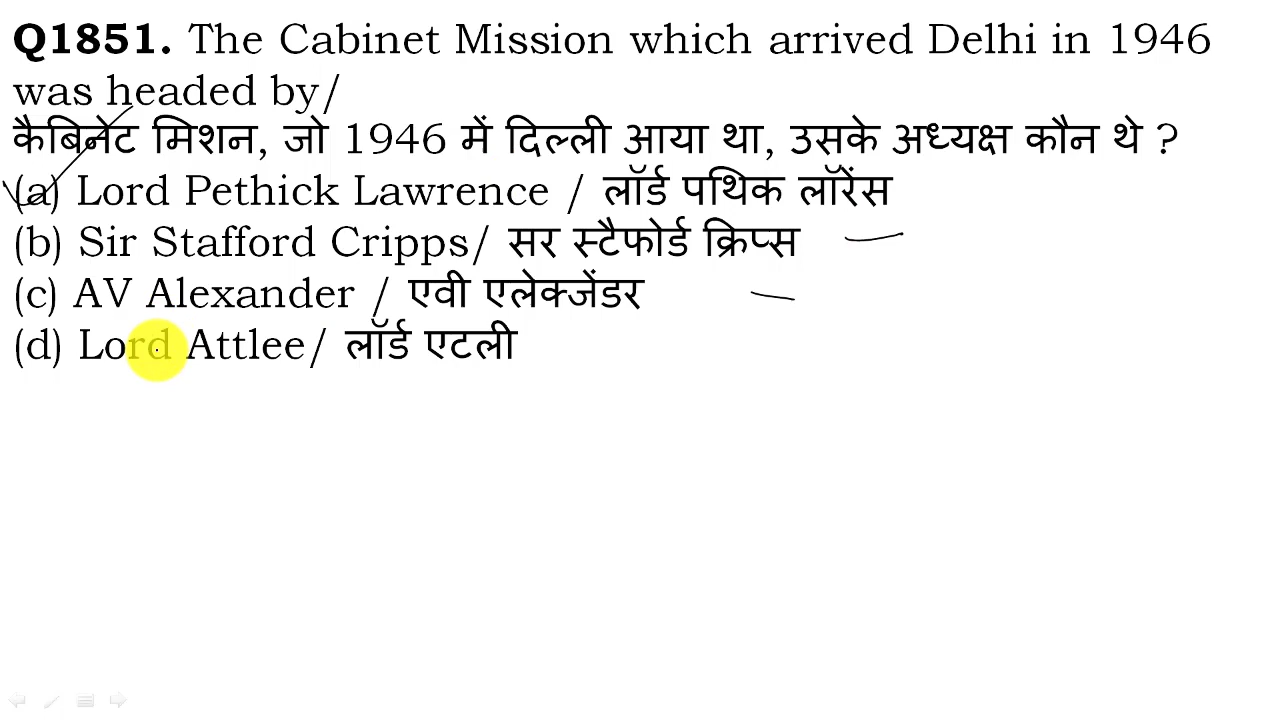 Q1851. The Cabinet Mission which arrived Delhi in 1946
was headed by/
कैबिनेट मिशन, जो 1946 में दिल्ली आया था, उसके अध्यक्ष कौन थे ?
(a) Lord Pethick Lawrence / लॉर्ड पथिक लॉरेंस
(b) Sir Stafford Cripps/ सर स्टैफोर्ड क्रिप्स
(c) AV Alexander / एवी एलेक्जेंडर
(d) Lord Attlee/ लॉर्ड एटली